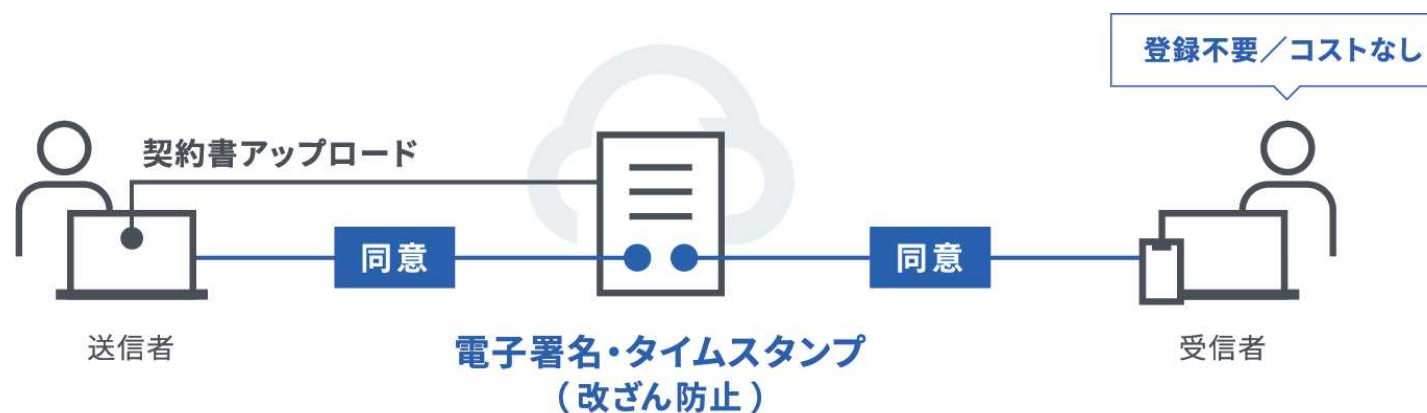 登録不要／コストなし
契約書アップロード
同意
同意
送信者
電子署名・タイムスタンプ
(改ざん防止)
受信者